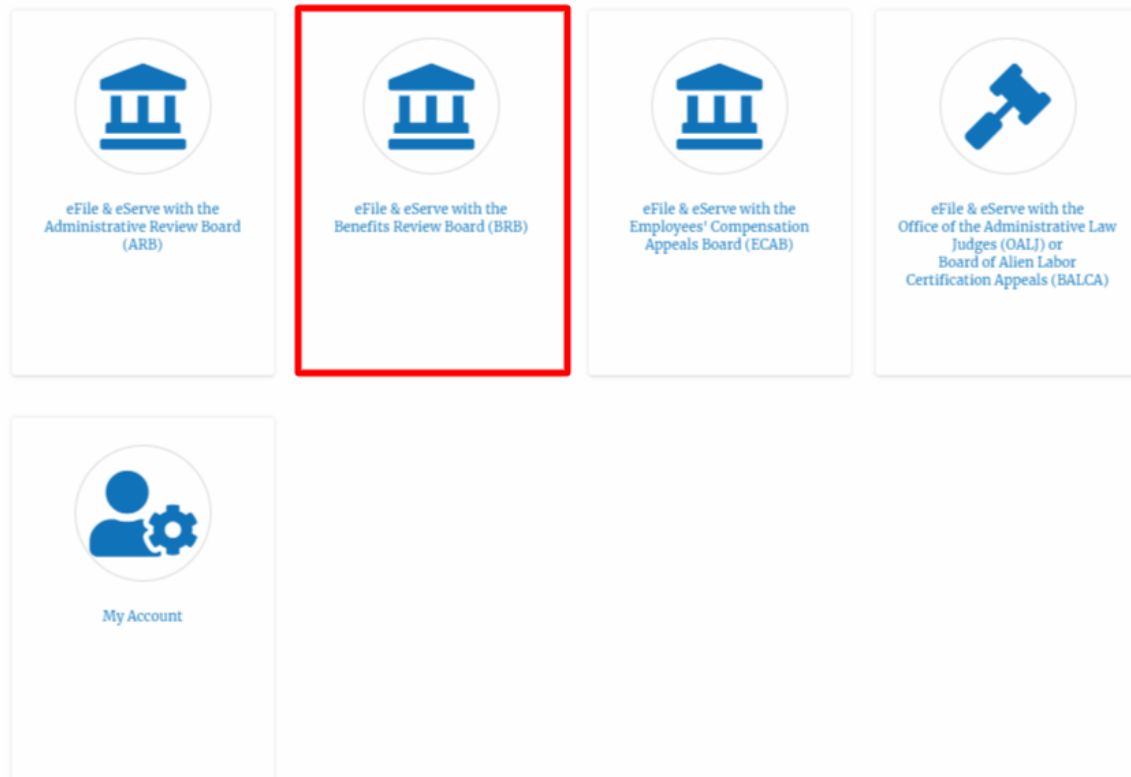 eFile & eServe with the
Administrative Review Board
(ARB)
eFile & eServe with the
Benefits Review Board (BRB)
eFile & eServe with the
Employees' Compensation
Appeals Board (ECAB)
eFile & eServe with the
Office of the Administrative Law
Judges (OALJ) or
Board of Alien Labor
Certification Appeals (BALCA)
My Account